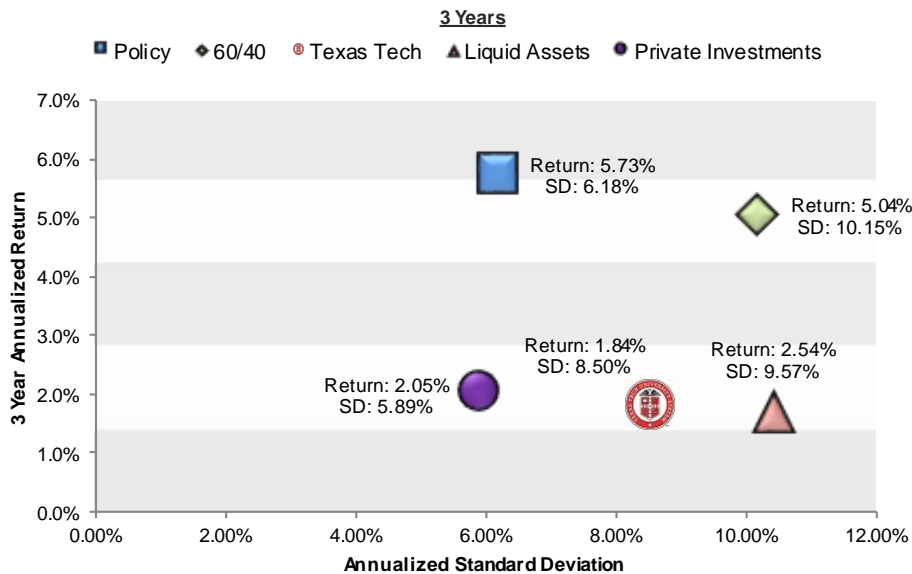 3 Years
Policy 60/40 Texas Tech Liquid Assets Private Investments
7.0%
6.0%
5.0%
4.0%
3.0%
2.0%
1.0%
0.0%
3 Year Annualized Return
Return: 5.73%
SD: 6.18%
Return: 5.04%
SD: 10.15%
Return: 1.84%
SD: 8.50%
Return: 2.54%
SD: 9.57%
Return: 2.05%
SD: 5.89%
0.00% 2.00% 4.00% 6.00% 8.00% 10.00% 12.00%
Annualized Standard Deviation